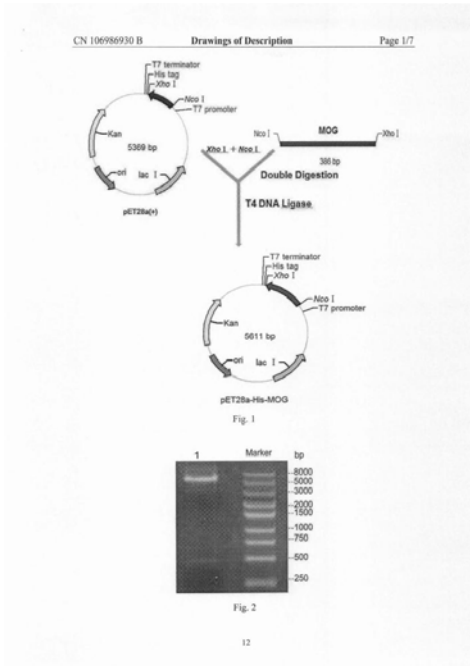 CN 106986930 B Drawings of Description Page 1/7
T7 terminator
His tag
Xho I
Nco I
T7 promoter
Kan
5369 bp
ori lac I
pET28a(+)
Xho I + Nco I
Nco I MOG Xho I
386 bp
Double Digestion
T4 DNA Ligase
T7 terminator
His tag
Xho I
Nco I
T7 promoter
Kan
5611 bp
ori lac I
pET28a-His-MOG
Fig. 1
1 Marker bp
8000
5000
3000
2000
1500
1000
750
500
250
Fig. 2
12